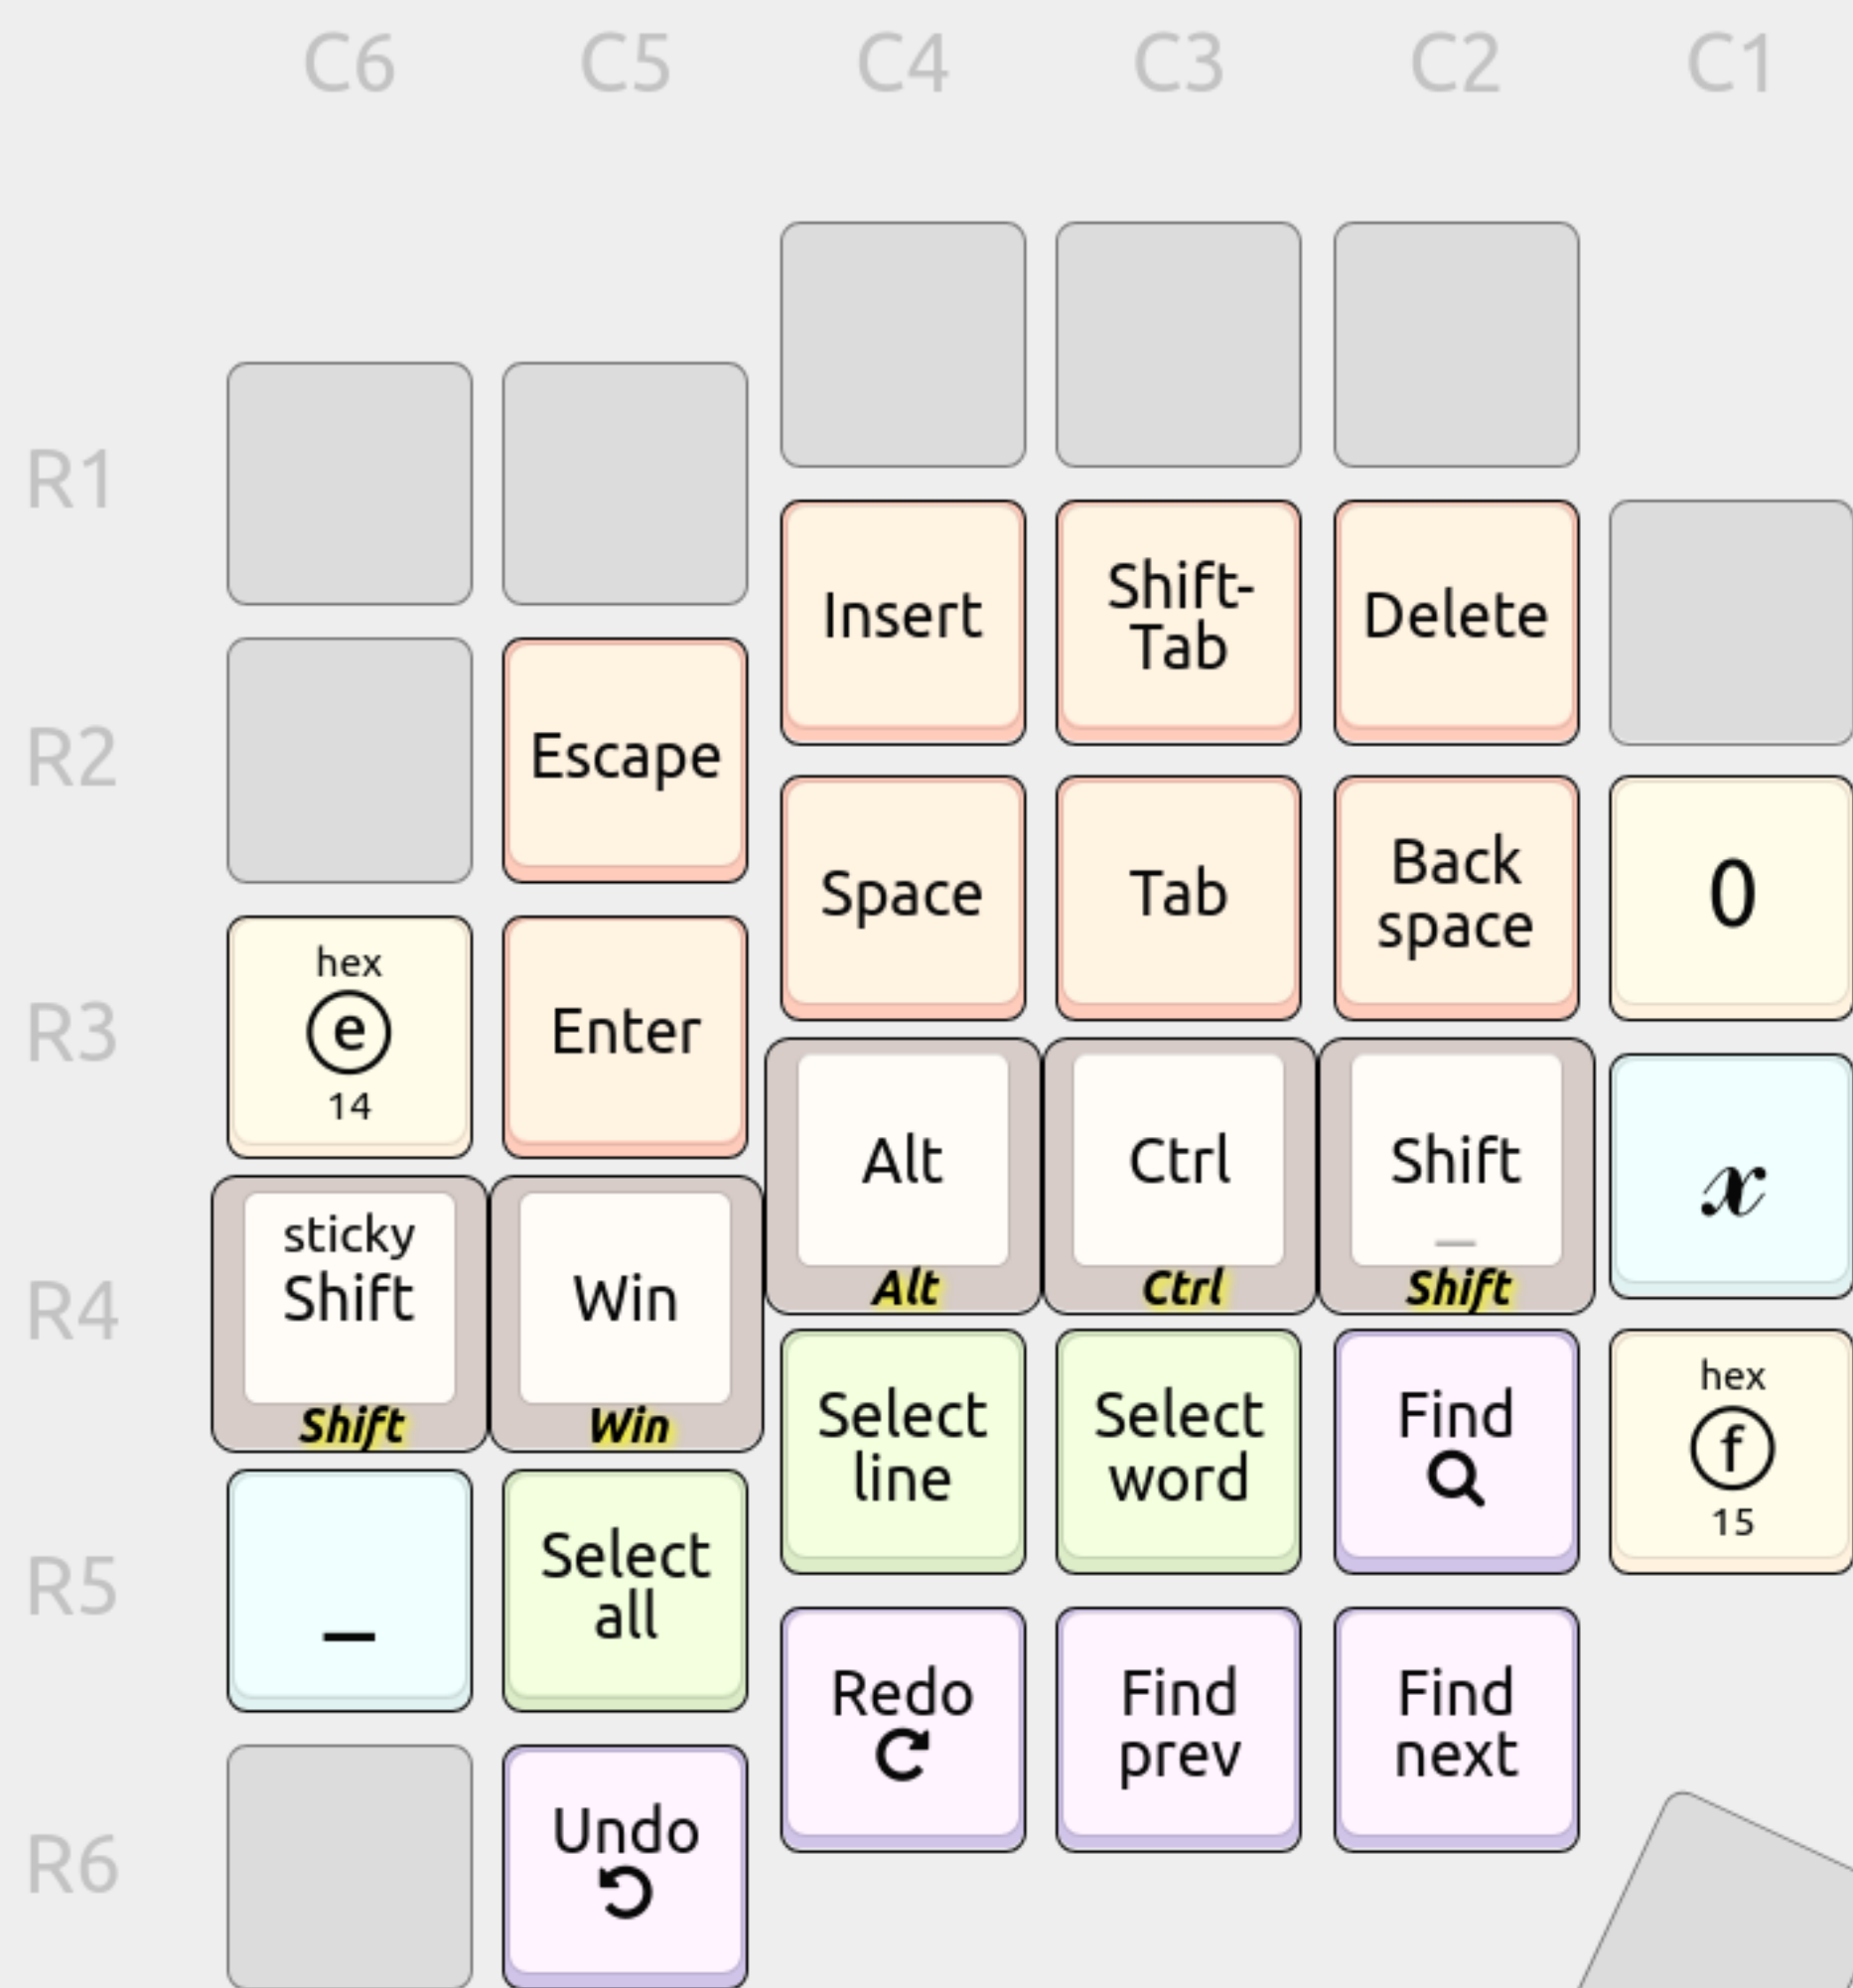 C6 C5 C4 C3 C2 C1
R1
Insert
Shift-
Tab
Delete
R2
Escape
Space
Tab
Back
space
0
R3
hex
e
14
Enter
Alt
Alt
Ctrl
Ctrl
Shift
_
Shift
x
R4
sticky
Shift
Shift
Win
Win
Select
line
Select
word
Find
hex
f
15
R5
_
Select
all
Redo
Find
prev
Find
next
R6
Undo